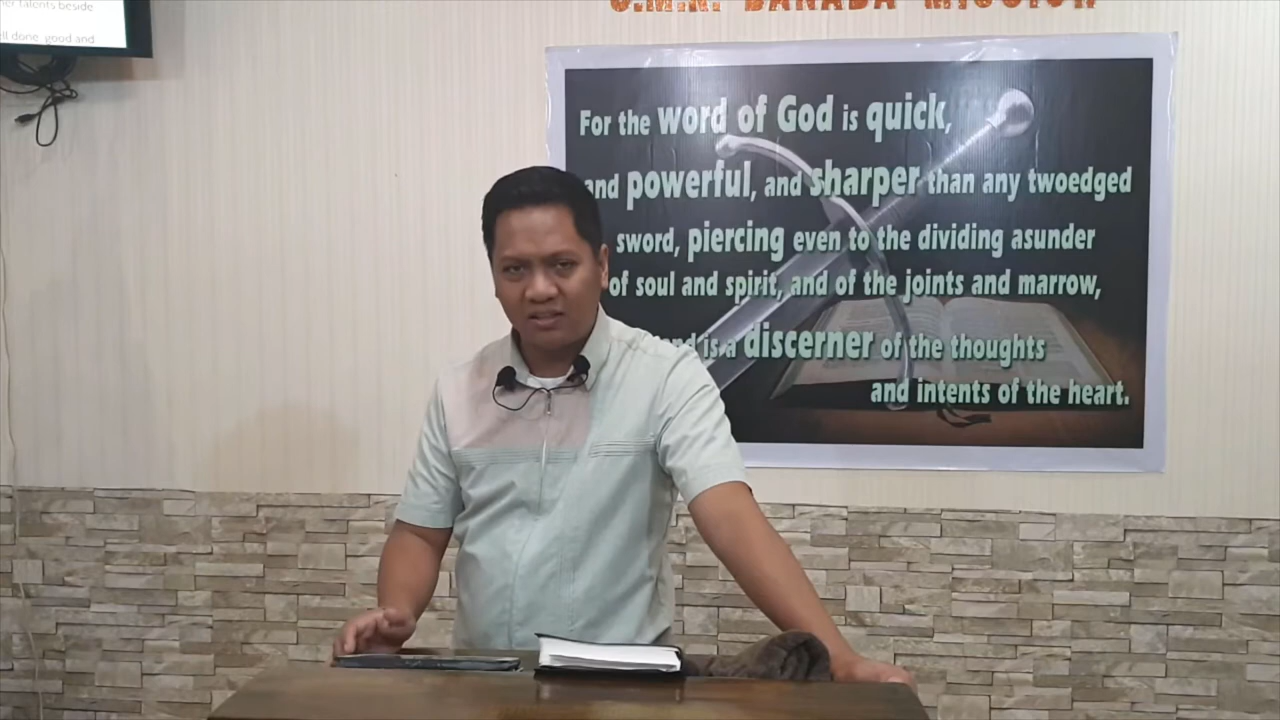 talents beside
done good and
BANABA MISSION
For the word of God is quick,
and powerful, and sharper than any twoedged
sword, piercing even to the dividing asunder
of soul and spirit, and of the joints and marrow,
and is a discerner of the thoughts
and intents of the heart.